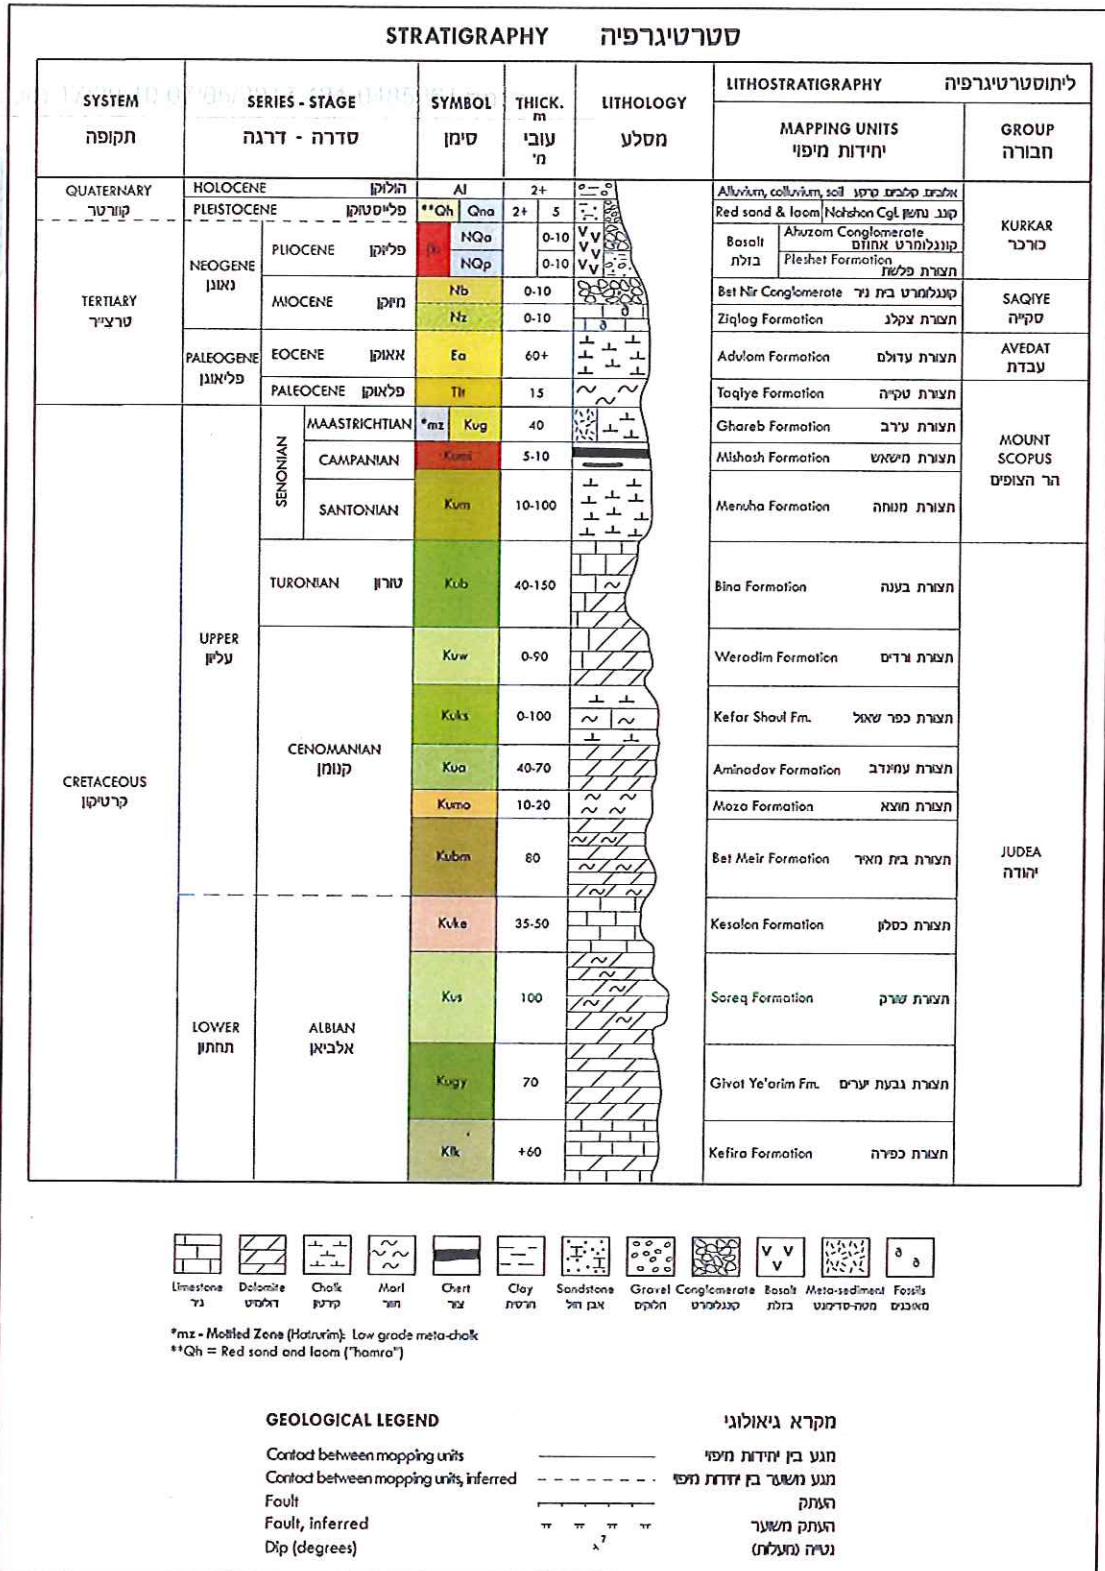 STRATIGRAPHY סטרטיגרפיה
SYSTEM SERIES - STAGE SYMBOL THICK. m LITHOLOGY LITHOSTRATIGRAPHY ליתוסטרטיגרפיה
תקופה סדרה - דרגה סימן עובי מ' מסלע MAPPING UNITS יחידות מיפוי GROUP חבורה
QUATERNARY קוורטר HOLOCENE הולוקן Al 2+ Alluvium, colluvium, soil אלוביום, קולוביום, קרקע KURKAR כורכר
PLEISTOCENE פלייסטוקן **Qh Qna 2+ 5 Red sand & loam Nahshon Cgl. קונג. נחשון
TERTIARY טרצייר NEOGENE נאוגן PLIOCENE פליוקן NQa 0-10 Basalt בזלת Ahuzam Conglomerate קונגלומרט אחוזם
NQp 0-10 Pleshet Formation תצורת פלשת
MIOCENE מיוקן Nb 0-10 Bet Nir Conglomerate קונגלומרט בית ניר SAQIYE סקייה
Nz 0-10 Ziqlag Formation תצורת צקלג
PALEOGENE פליאוגן EOCENE אאוקן Ea 60+ Adulam Formation תצורת עדולם AVEDAT עבדת
PALEOCENE פלאוקן Tlt 15 Taqiye Formation תצורת טקייה MOUNT SCOPUS הר הצופים
CRETACEOUS קרטיקון UPPER עליון SENONIAN MAASTRICHTIAN *mz Kug 40 Ghareb Formation תצורת ע'רב
CAMPANIAN Kumi 5-10 Mishash Formation תצורת מישאש
SANTONIAN Kum 10-100 Menuha Formation תצורת מנוחה
TURONIAN טורון Kub 40-150 Bina Formation תצורת בענה JUDEA יהודה
CENOMANIAN קנומן Kuw 0-90 Weradim Formation תצורת ורדים
Kuks 0-100 Kefar Shaul Fm. תצורת כפר שאול
Kua 40-70 Aminadav Formation תצורת עמינדב
Kumo 10-20 Moza Formation תצורת מוצא
Kubm 80 Bet Meir Formation תצורת בית מאיר
LOWER תחתון ALBIAN אלביאן Kuke 35-50 Kesalon Formation תצורת כסלון
Kus 100 Soreq Formation תצורת שורק
Kugy 70 Givat Ye'arim Fm. תצורת גבעת יערים
Klk +60 Kefira Formation תצורת כפירה
Limestone Dolomite Chalk Marl Chert Clay Sandstone Gravel Conglomerate Basalt Meta-sediment Fossils
גיר דולומיט קירטון חוור צור חרסית אבן חול חלוקים קונגלומרט בזלת מטה-סדימנט מאובנים
*mz - Mottled Zone (Hatrurim): Low grade meta-chalk
**Qh = Red sand and loam ("hamra")
GEOLOGICAL LEGEND מקרא גיאולוגי
Contact between mapping units מגע בין יחידות מיפוי
Contact between mapping units, inferred מגע משוער בין יחידות מיפוי
Fault העתק
Fault, inferred העתק משוער
Dip (degrees) 7 נטייה (מעלות)